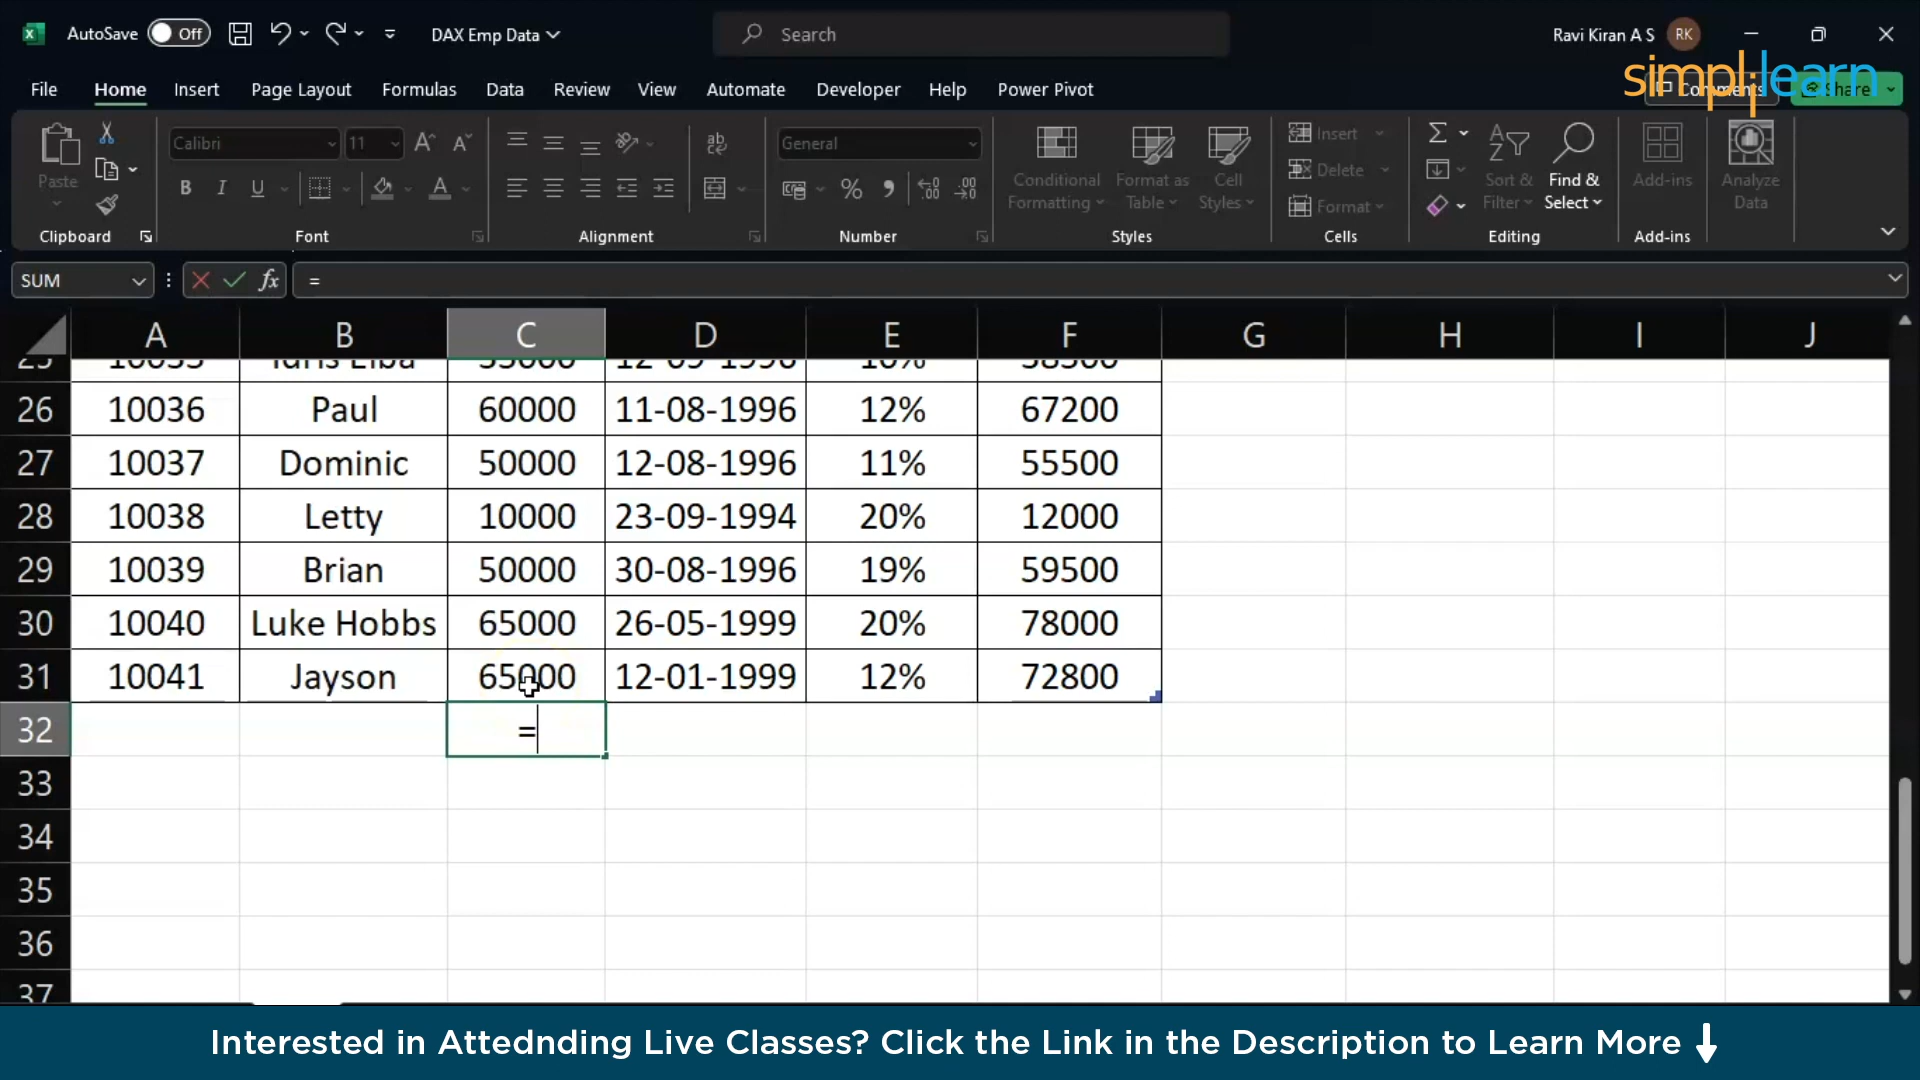 AutoSave Off DAX Emp Data Search Ravi Kiran A S RK
simplilearn
File Home Insert Page Layout Formulas Data Review View Automate Developer Help Power Pivot Comments Share
Calibri 11 General
Paste Conditional Formatting Format as Table Cell Styles Insert Delete Format Sort & Filter Find & Select Add-ins Analyze Data
Clipboard Font Alignment Number Styles Cells Editing Add-ins
SUM fx =
A B C D E F G H I J
25 10035 Idris Elba 12-09-1996
26 10036 Paul 60000 11-08-1996 12% 67200
27 10037 Dominic 50000 12-08-1996 11% 55500
28 10038 Letty 10000 23-09-1994 20% 12000
29 10039 Brian 50000 30-08-1996 19% 59500
30 10040 Luke Hobbs 65000 26-05-1999 20% 78000
31 10041 Jayson 65000 12-01-1999 12% 72800
32 =
33
34
35
36
37
Interested in Attednding Live Classes? Click the Link in the Description to Learn More